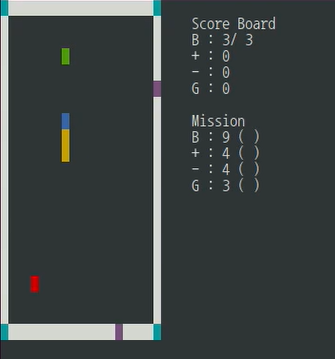 Score Board
B : 3/ 3
+ : 0
- : 0
G : 0
Mission
B : 9 ( )
+ : 4 ( )
- : 4 ( )
G : 3 ( )